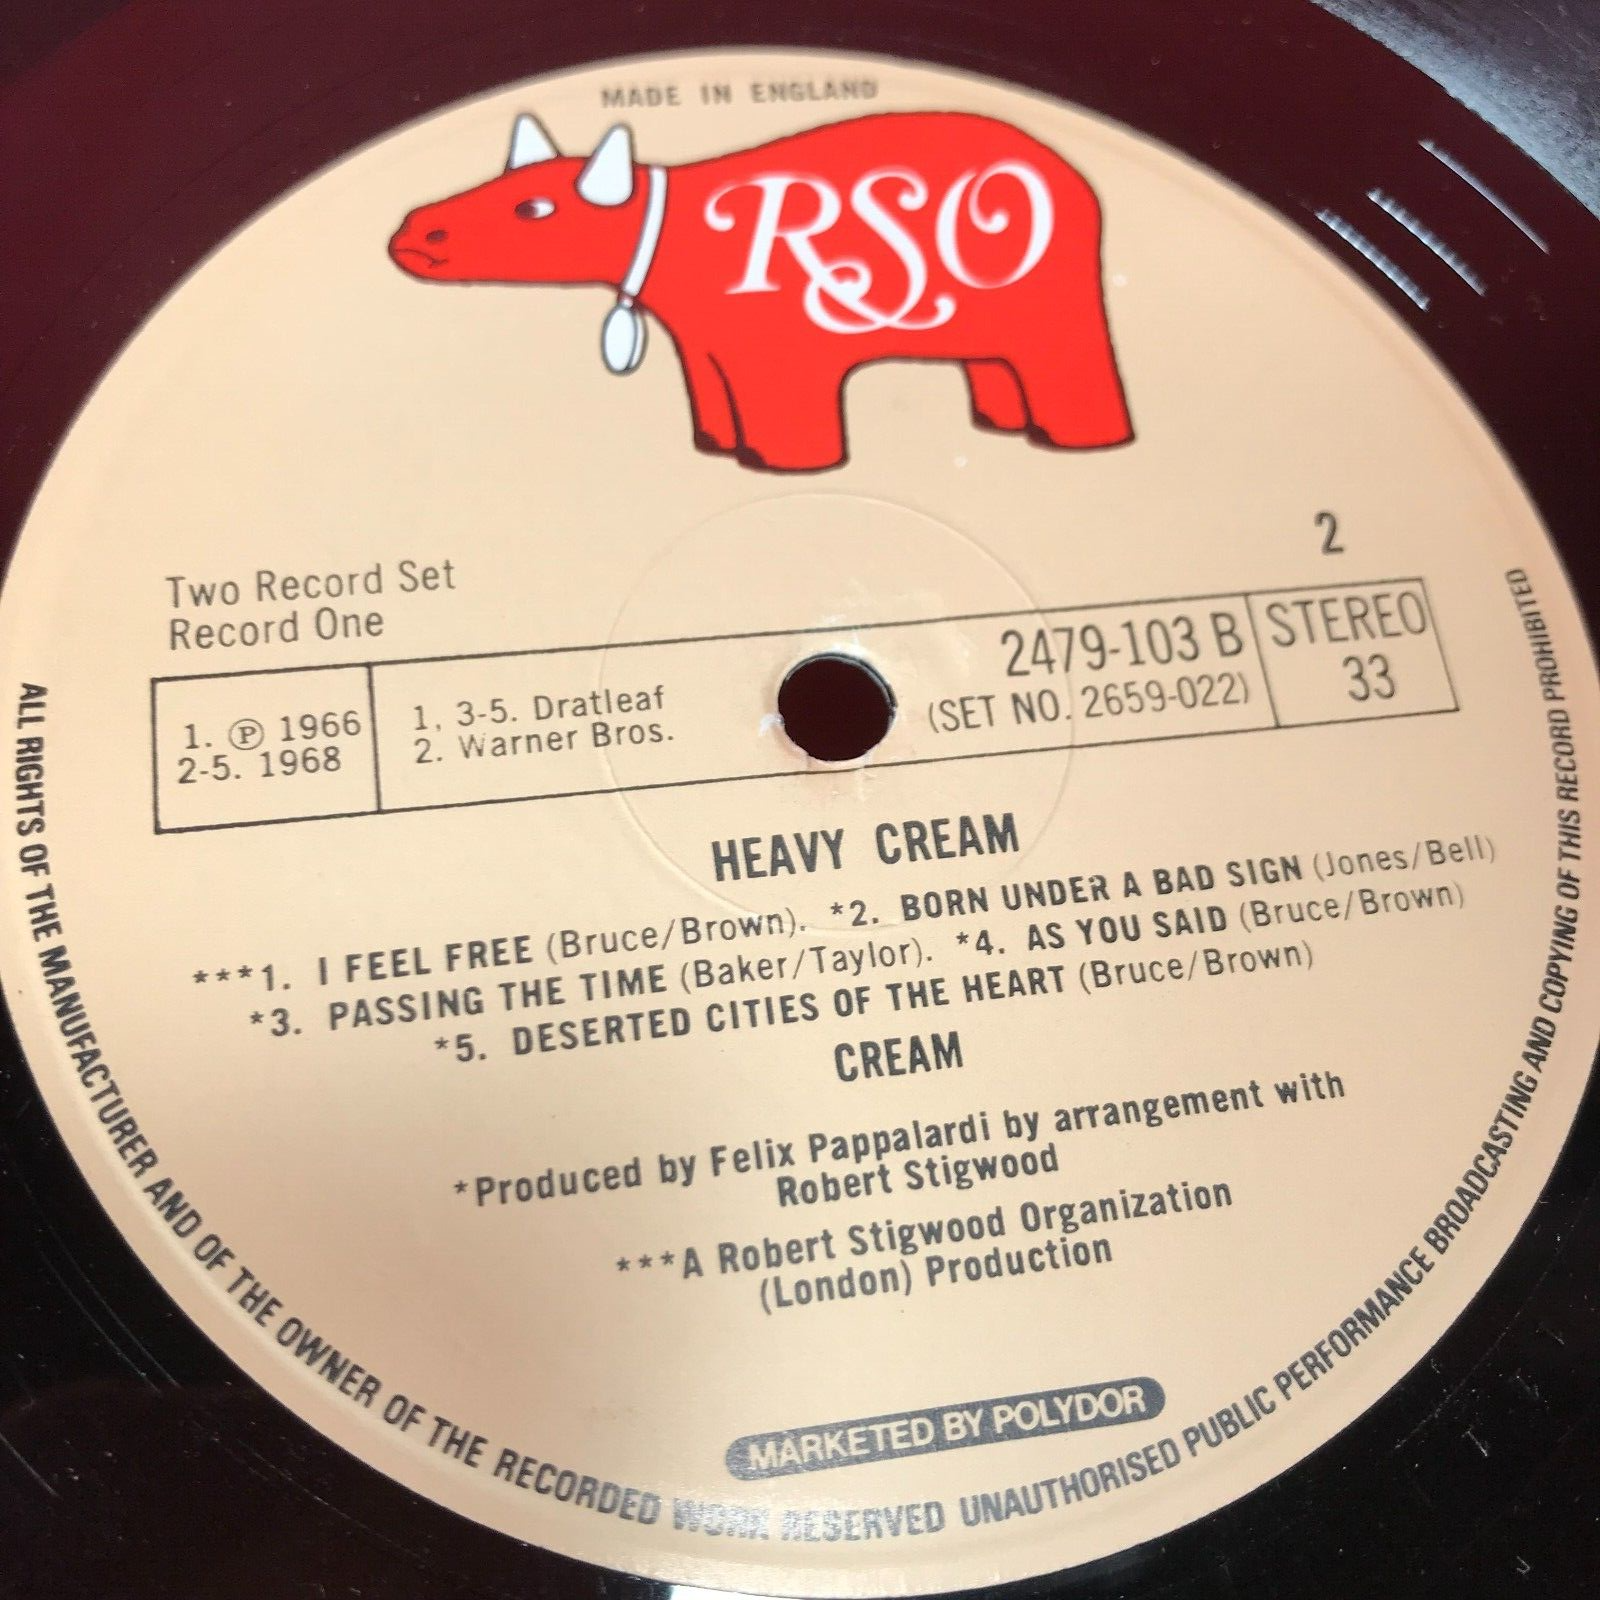 MADE IN ENGLAND
RSO
2
Two Record Set
Record One
1. ℗ 1966
2-5. 1968
1, 3-5. Dratleaf
2. Warner Bros.
2479-103 B
(SET NO. 2659-022)
STEREO
33
HEAVY CREAM
***1. I FEEL FREE (Bruce/Brown). *2. BORN UNDER A BAD SIGN (Jones/Bell)
*3. PASSING THE TIME (Baker/Taylor). *4. AS YOU SAID (Bruce/Brown)
*5. DESERTED CITIES OF THE HEART (Bruce/Brown)
CREAM
*Produced by Felix Pappalardi by arrangement with
Robert Stigwood
***A Robert Stigwood Organization
(London) Production
MARKETED BY POLYDOR
ALL RIGHTS OF THE MANUFACTURER AND OF THE OWNER OF THE RECORDED WORK RESERVED UNAUTHORISED PUBLIC PERFORMANCE BROADCASTING AND COPYING OF THIS RECORD PROHIBITED